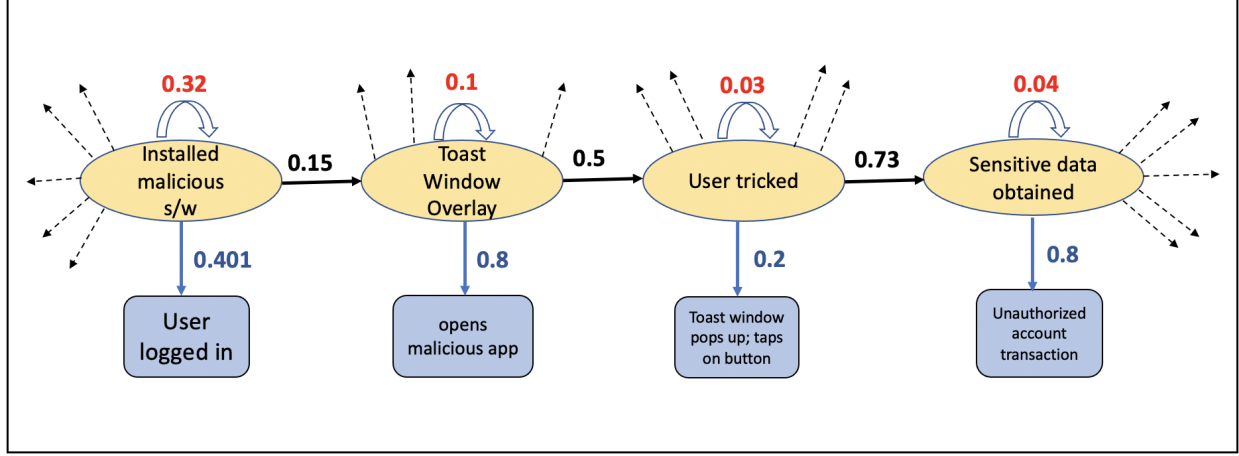 0.32
0.1
0.03
0.04
Installed
malicious
s/w
0.15
Toast
Window
Overlay
0.5
User tricked
0.73
Sensitive data
obtained
0.401
0.8
0.2
0.8
User
logged in
opens
malicious app
Toast window
pops up; taps
on button
Unauthorized
account
transaction